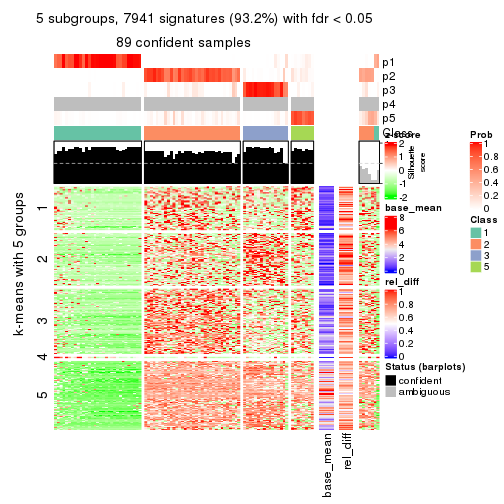 5 subgroups, 7941 signatures (93.2%) with fdr < 0.05
89 confident samples
p1
p2
p3
p4
p5
Class
Silhouette
score
z-score
2
1
0
-1
-2
Prob
1
0.8
0.6
0.4
0.2
0
base_mean
8
6
4
2
0
Class
1
2
3
5
rel_diff
1
0.8
0.6
0.4
0.2
0
Status (barplots)
confident
ambiguous
k-means with 5 groups
1
2
3
4
5
base_mean
rel_diff